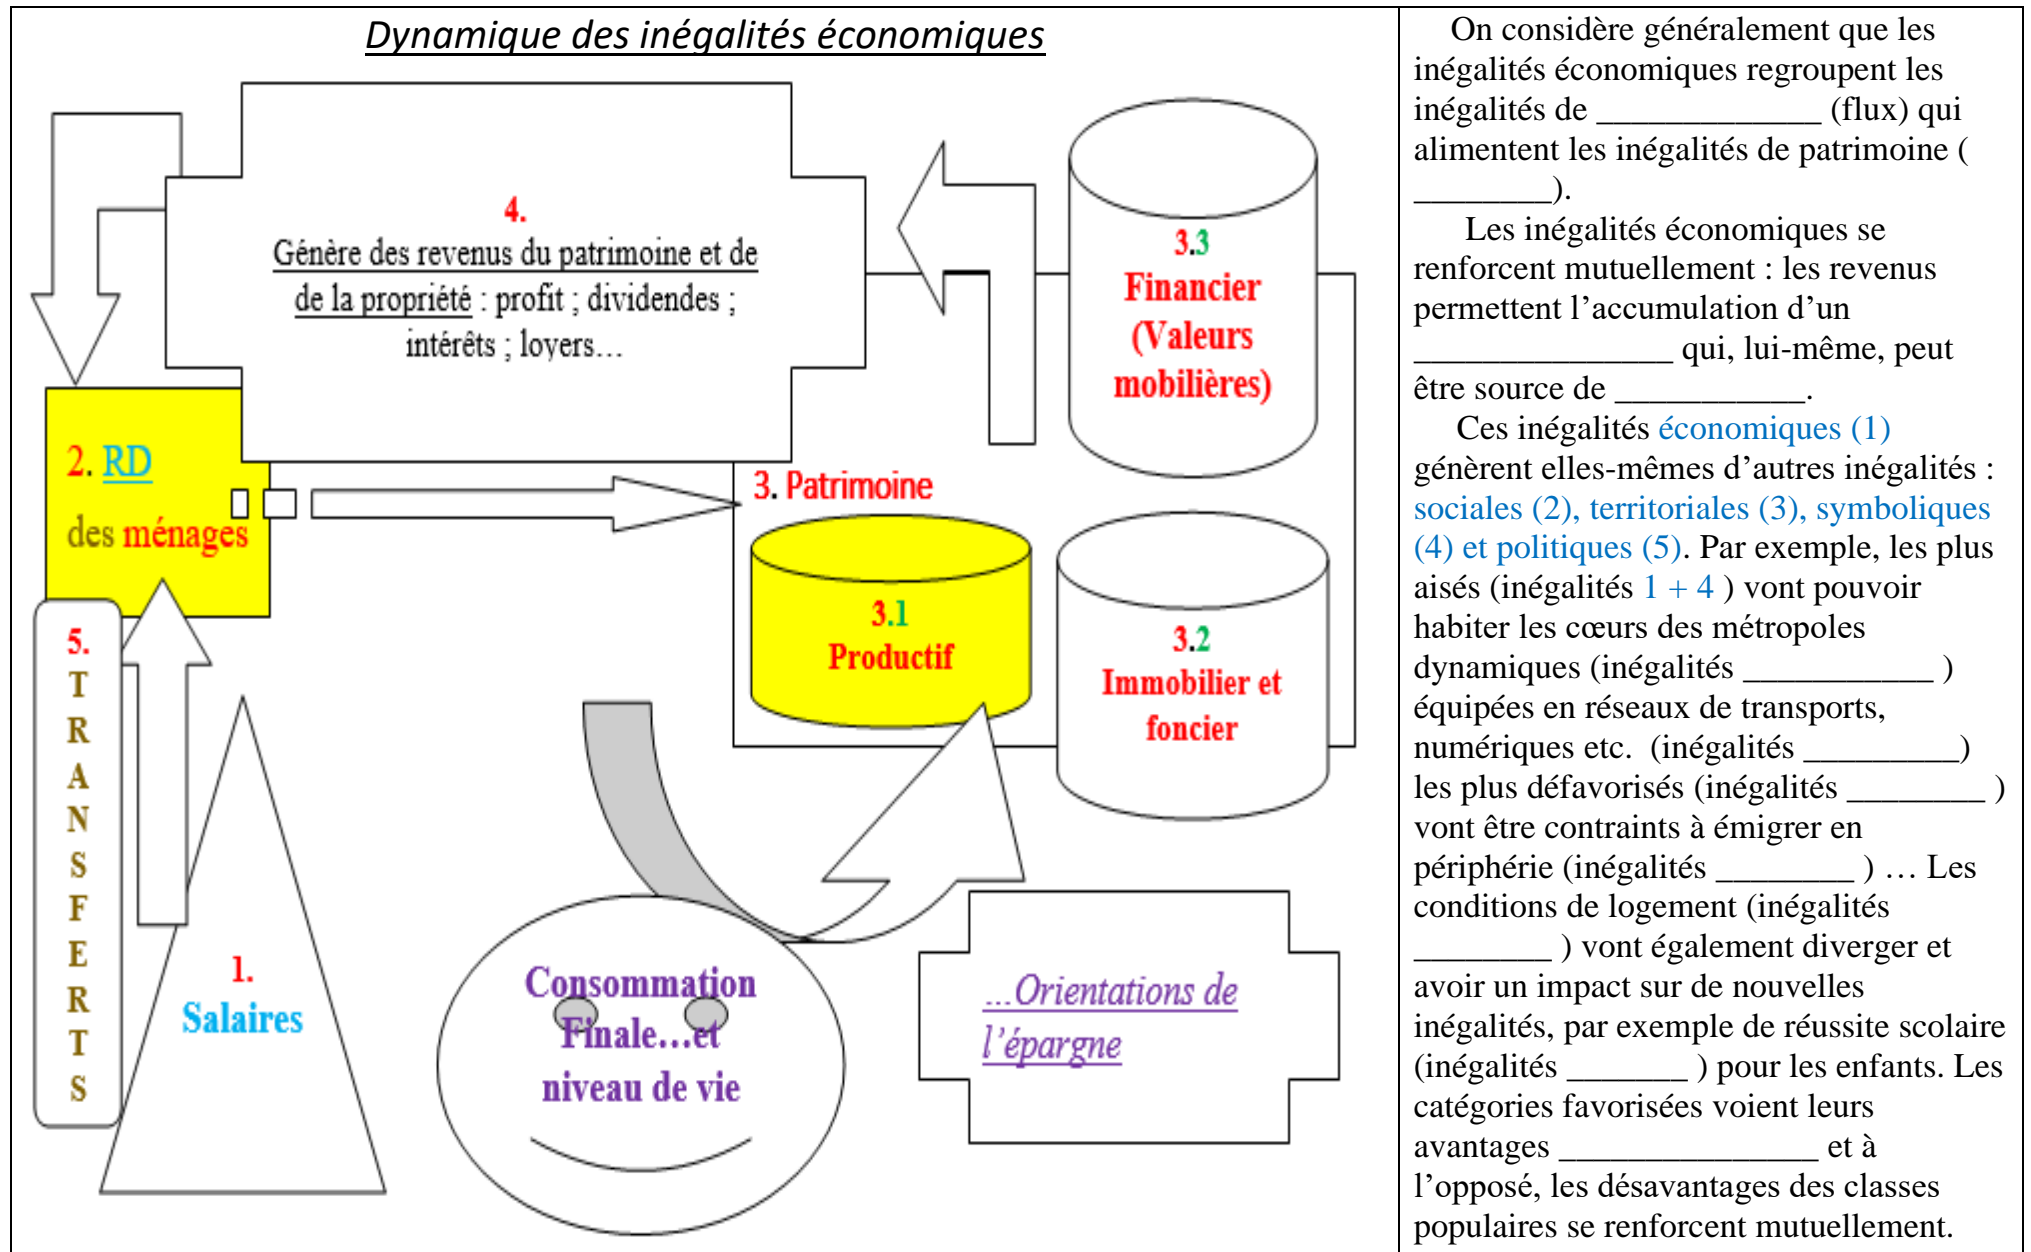 Dynamique des inégalités économiques
4.
Génère des revenus du patrimoine et de
de la propriété : profit ; dividendes ;
intérêts ; loyers…
3.3
Financier
(Valeurs
mobilières)
2. RD
des ménages
3. Patrimoine
3.1
Productif
3.2
Immobilier et
foncier
5.
T
R
A
N
S
F
E
R
T
S
1.
Salaires
Consommation
Finale…et
niveau de vie
…Orientations de
l’épargne
On considère généralement que les
inégalités économiques regroupent les
inégalités de _____________ (flux) qui
alimentent les inégalités de patrimoine (
________).
Les inégalités économiques se
renforcent mutuellement : les revenus
permettent l’accumulation d’un
_______________ qui, lui-même, peut
être source de ___________.
Ces inégalités économiques (1)
génèrent elles-mêmes d’autres inégalités :
sociales (2), territoriales (3), symboliques
(4) et politiques (5). Par exemple, les plus
aisés (inégalités 1 + 4 ) vont pouvoir
habiter les cœurs des métropoles
dynamiques (inégalités ___________ )
équipées en réseaux de transports,
numériques etc. (inégalités _________)
les plus défavorisés (inégalités ________ )
vont être contraints à émigrer en
périphérie (inégalités ________ ) … Les
conditions de logement (inégalités
________ ) vont également diverger et
avoir un impact sur de nouvelles
inégalités, par exemple de réussite scolaire
(inégalités _______ ) pour les enfants. Les
catégories favorisées voient leurs
avantages _______________ et à
l’opposé, les désavantages des classes
populaires se renforcent mutuellement.